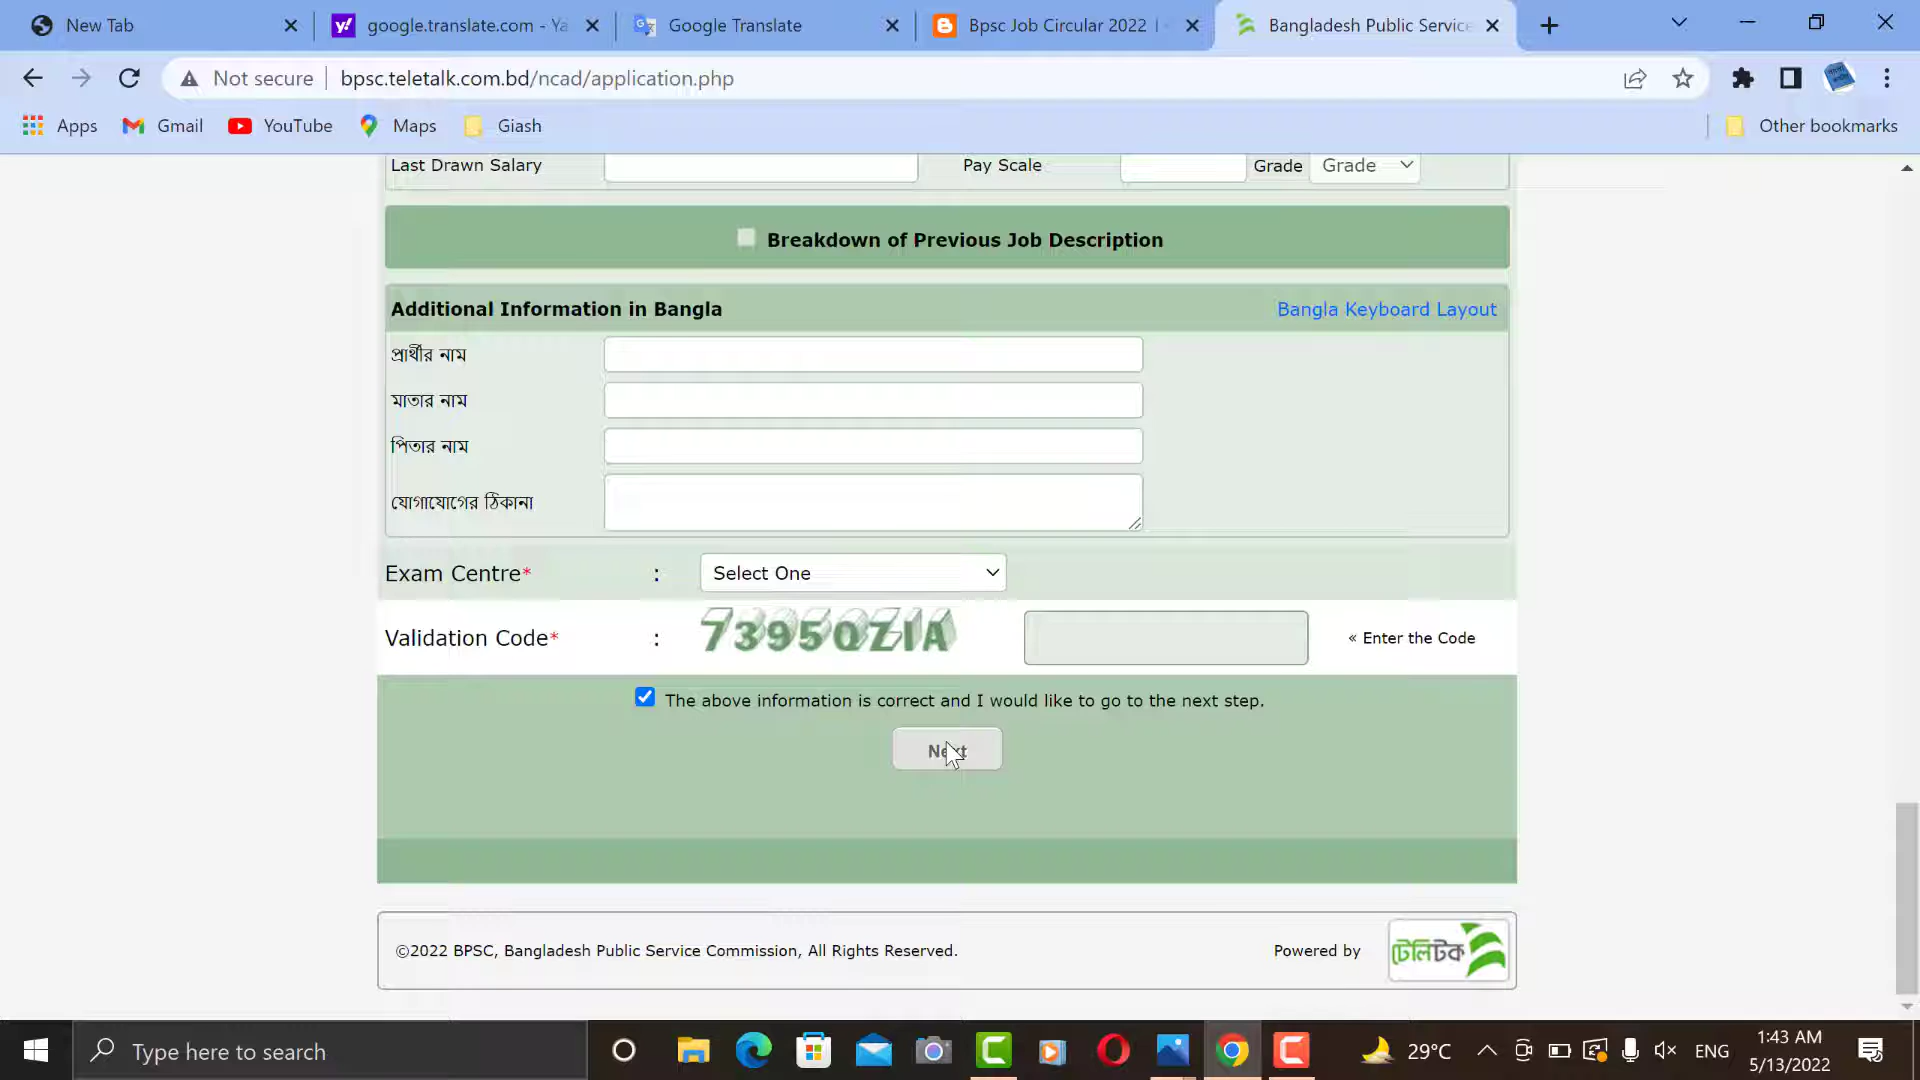 New Tab
google.translate.com - Ya
Google Translate
Bpsc Job Circular 2022 |
Bangladesh Public Service
Not secure
bpsc.teletalk.com.bd/ncad/application.php
Apps
Gmail
YouTube
Maps
Giash
Other bookmarks
Last Drawn Salary
Pay Scale
Grade
Grade
Breakdown of Previous Job Description
Additional Information in Bangla
Bangla Keyboard Layout
প্রার্থীর নাম
মাতার নাম
পিতার নাম
যোগাযোগের ঠিকানা
Exam Centre* :
Select One
Validation Code* :
7395QZIA
« Enter the Code
The above information is correct and I would like to go to the next step.
Next
©2022 BPSC, Bangladesh Public Service Commission, All Rights Reserved.
Powered by
টেলিটক
Type here to search
29°C
ENG
1:43 AM
5/13/2022